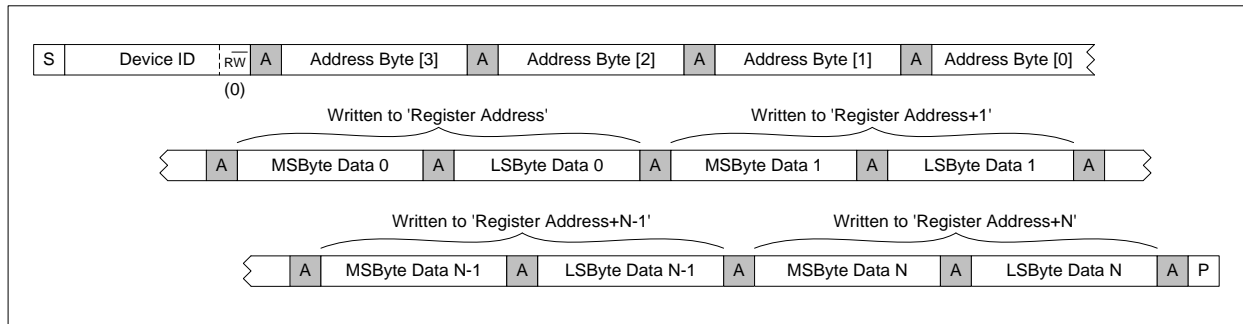 S Device ID RW A Address Byte [3] A Address Byte [2] A Address Byte [1] A Address Byte [0]
(0)
Written to 'Register Address' Written to 'Register Address+1'
A MSByte Data 0 A LSByte Data 0 A MSByte Data 1 A LSByte Data 1 A
Written to 'Register Address+N-1' Written to 'Register Address+N'
A MSByte Data N-1 A LSByte Data N-1 A MSByte Data N A LSByte Data N A P